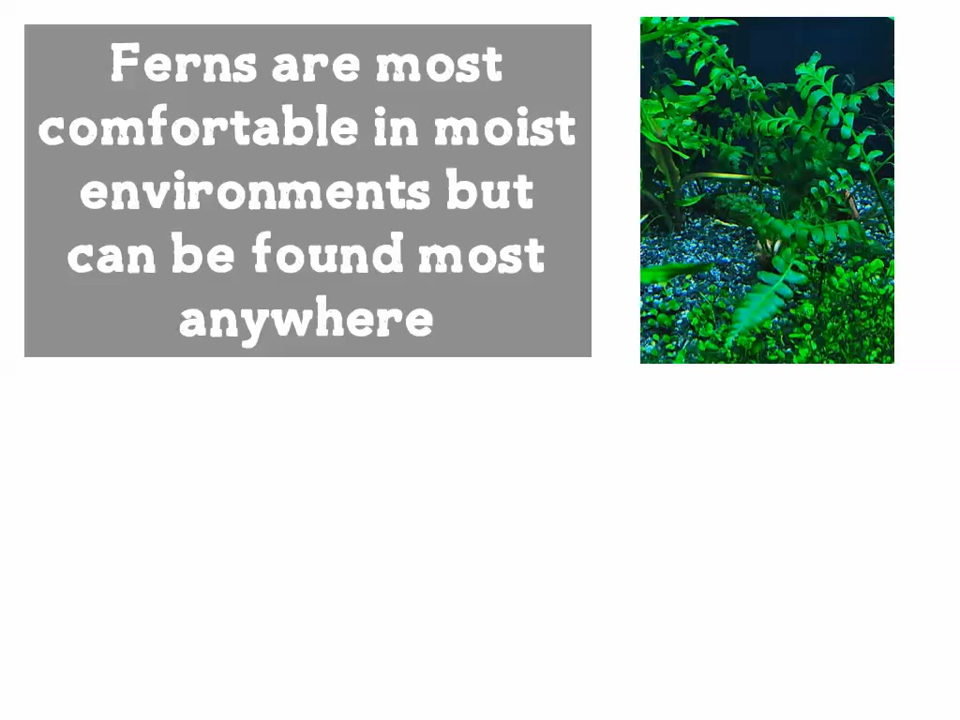 Ferns are most
comfortable in moist
environments but
can be found most
anywhere